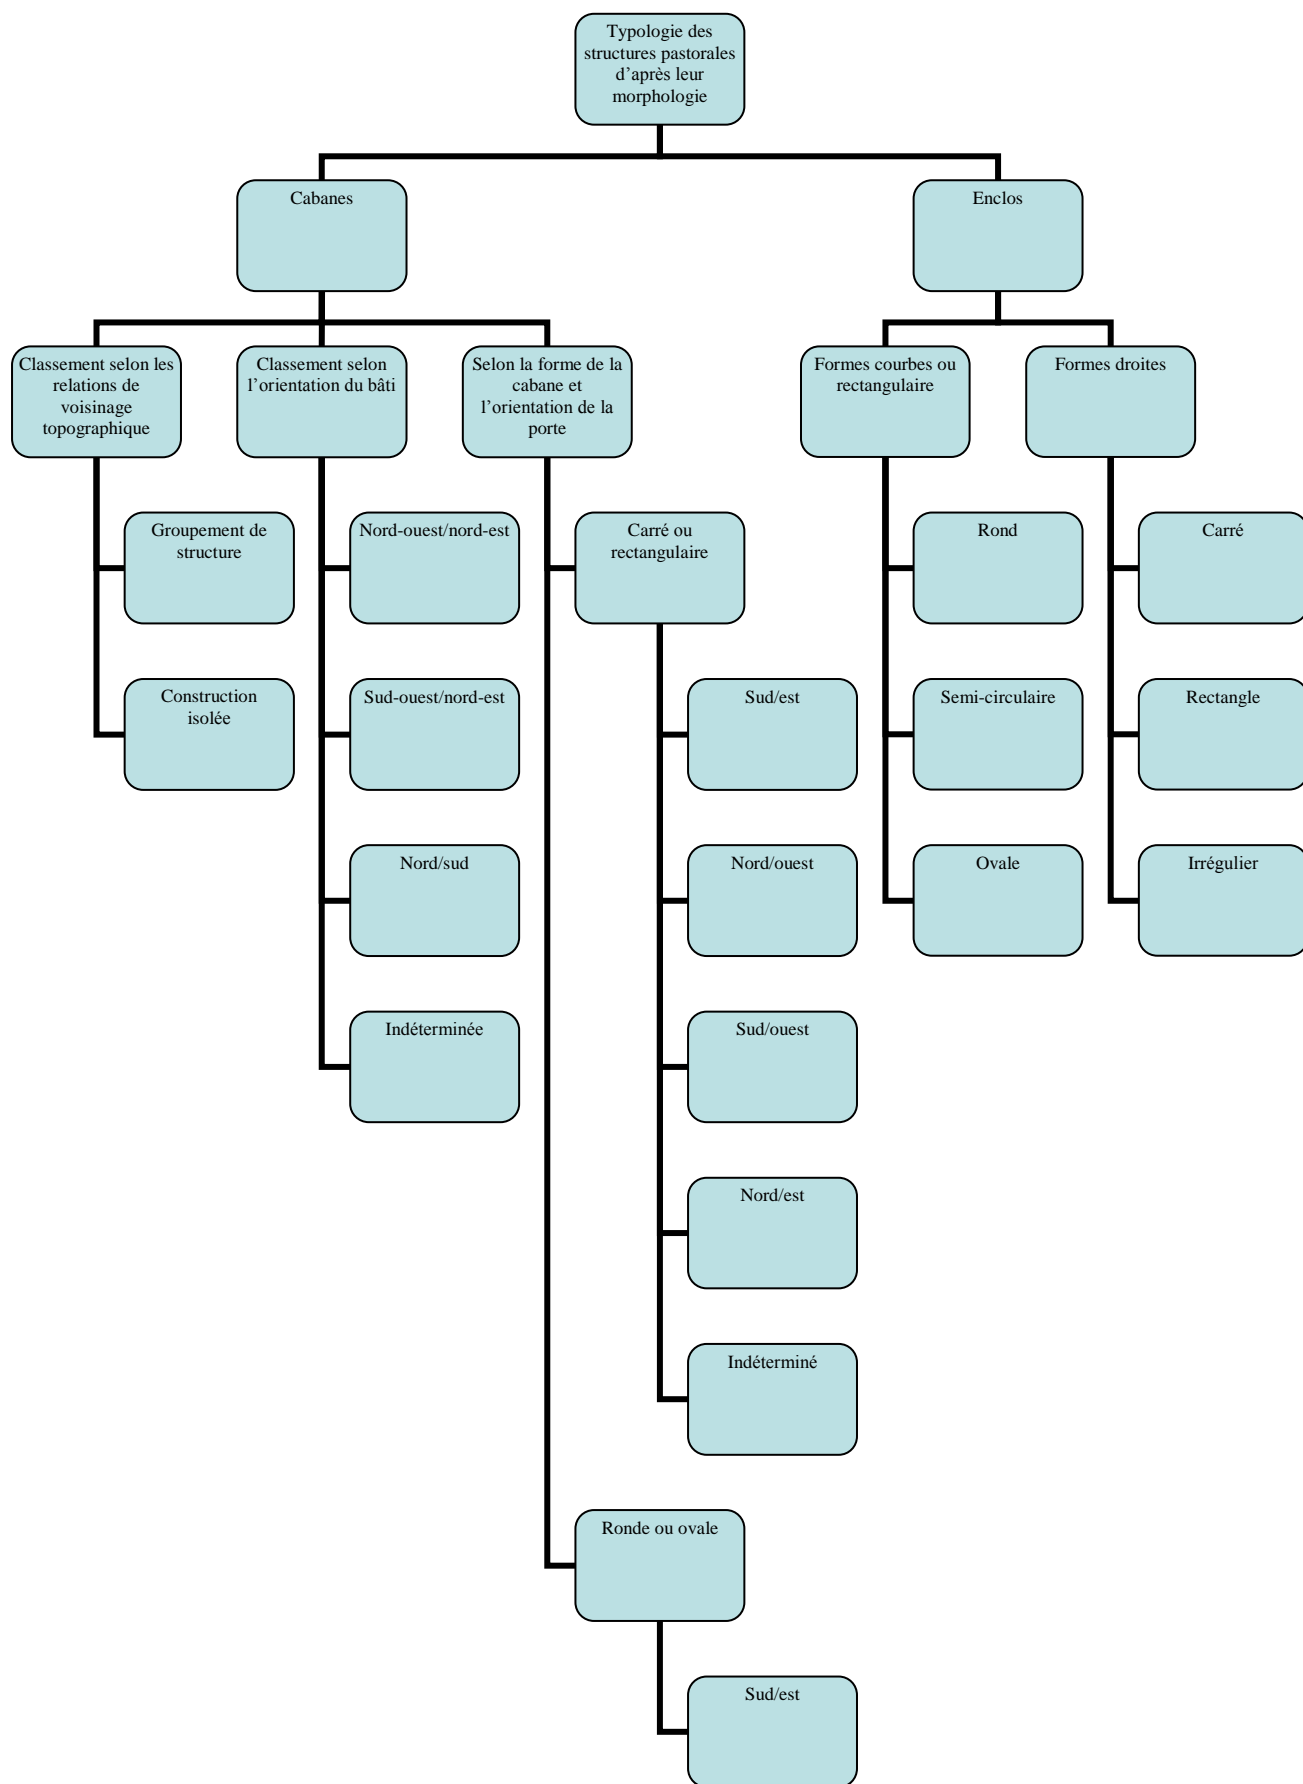 Typologie des
structures pastorales
d’après leur
morphologie
Cabanes
Enclos
Classement selon les
relations de
voisinage
topographique
Classement selon
l’orientation du bâti
Selon la forme de la
cabane et
l’orientation de la
porte
Formes courbes ou
rectangulaire
Formes droites
Groupement de
structure
Construction
isolée
Nord-ouest/nord-est
Sud-ouest/nord-est
Nord/sud
Indéterminée
Carré ou
rectangulaire
Sud/est
Nord/ouest
Sud/ouest
Nord/est
Indéterminé
Ronde ou ovale
Sud/est
Rond
Semi-circulaire
Ovale
Carré
Rectangle
Irrégulier